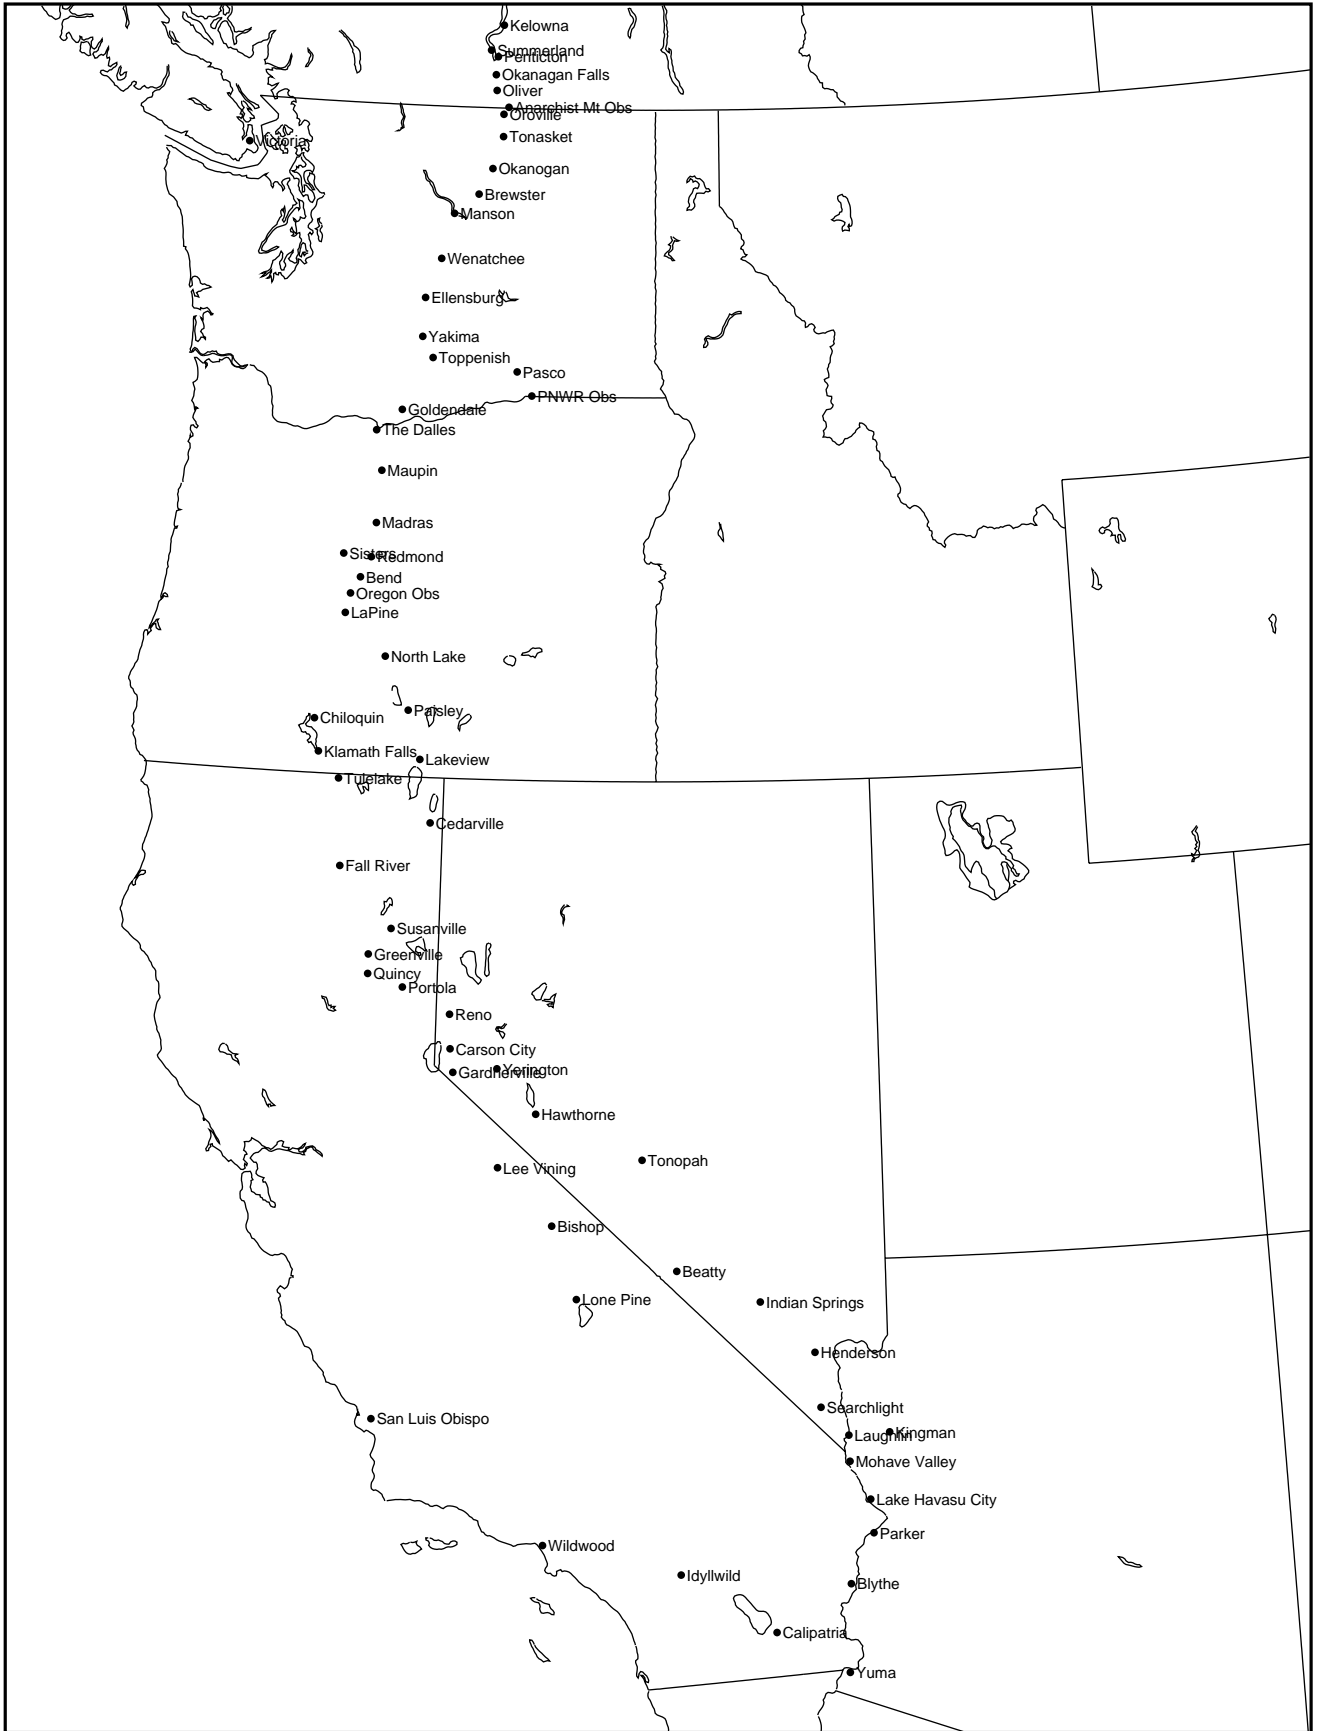 Kelowna
Summerland
Penticton
Okanagan Falls
Oliver
Anarchist Mt Obs
Oroville
Victoria
Tonasket
Okanogan
Brewster
Manson
Wenatchee
Ellensburg
Yakima
Toppenish
Pasco
PNWR Obs
Goldendale
The Dalles
Maupin
Madras
Sisters
Redmond
Bend
Oregon Obs
LaPine
North Lake
Paisley
Chiloquin
Klamath Falls
Lakeview
Tulelake
Cedarville
Fall River
Susanville
Greenville
Quincy
Portola
Reno
Carson City
Yerington
Gardnerville
Hawthorne
Tonopah
Lee Vining
Bishop
Beatty
Lone Pine
Indian Springs
Henderson
Searchlight
San Luis Obispo
Kingman
Laughlin
Mohave Valley
Lake Havasu City
Parker
Wildwood
Idyllwild
Blythe
Calipatria
Yuma